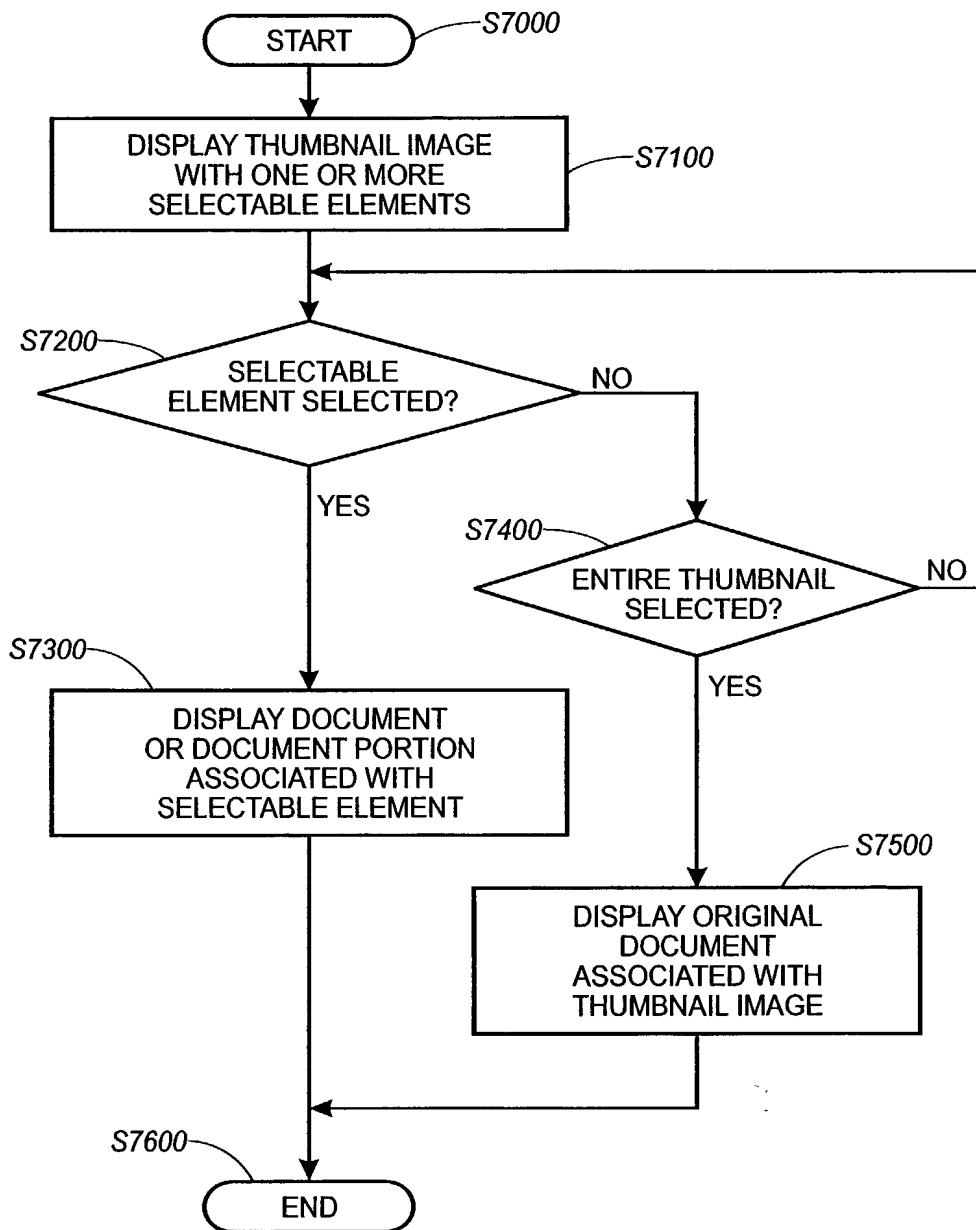 START
S7000
DISPLAY THUMBNAIL IMAGE
WITH ONE OR MORE
SELECTABLE ELEMENTS
S7100
S7200
SELECTABLE
ELEMENT SELECTED?
NO
YES
S7400
ENTIRE THUMBNAIL
SELECTED?
NO
YES
S7300
DISPLAY DOCUMENT
OR DOCUMENT PORTION
ASSOCIATED WITH
SELECTABLE ELEMENT
S7500
DISPLAY ORIGINAL
DOCUMENT
ASSOCIATED WITH
THUMBNAIL IMAGE
S7600
END